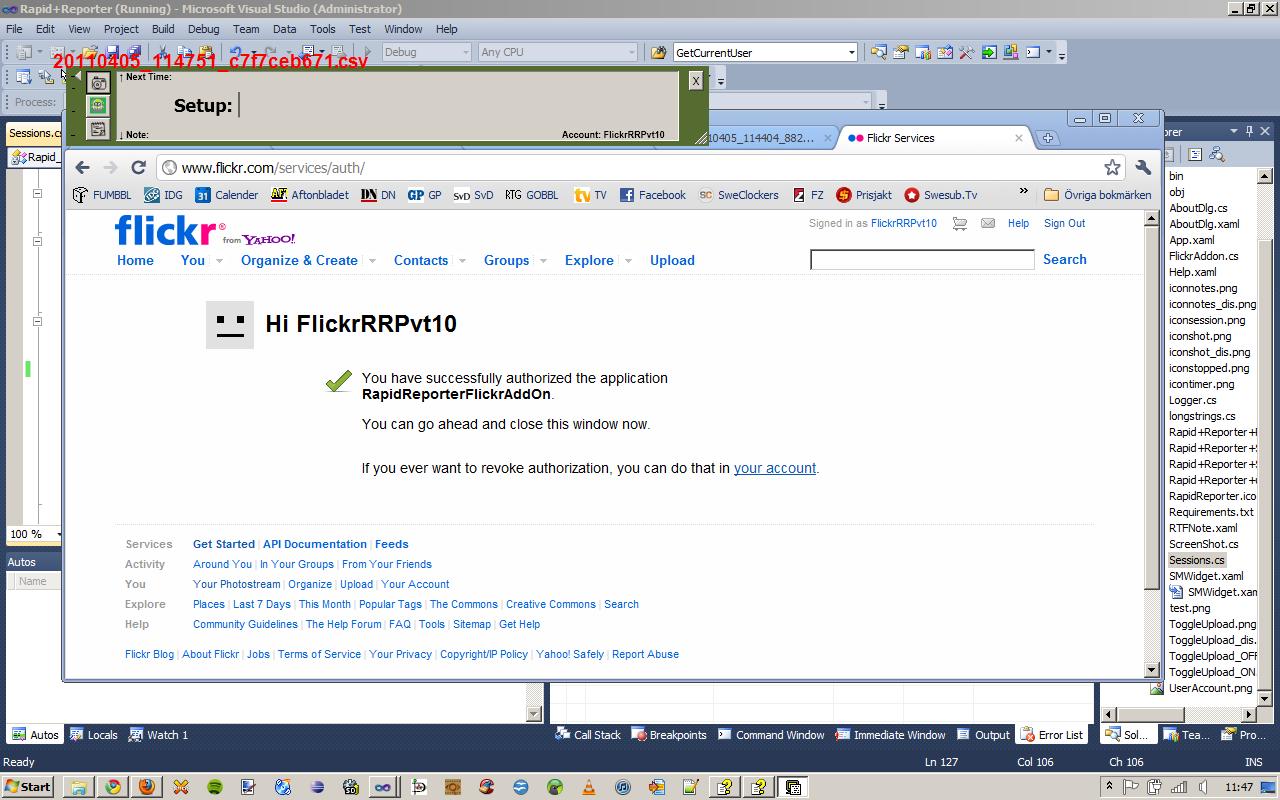 Rapid+Reporter (Running) - Microsoft Visual Studio (Administrator)
File Edit View Project Build Debug Team Data Tools Test Window Help
Debug Any CPU GetCurrentUser
20110405_114751_c7f7ceb671.csv
Process:
↑ Next Time:
X
Setup:
↓ Note: Account: FlickrRRPvt10
Sessions.cs
Rapid_
100 %
Autos
Name
0405_114404_882... Flickr Services
www.flickr.com/services/auth/
FUMBBL IDG 31 Calender AF Aftonbladet DN DN GP GP SvD SvD RTG GOBBL tv TV Facebook SC SweClockers FZ Prisjakt Swesub.Tv » Övriga bokmärken
flickr® from YAHOO!
Signed in as FlickrRRPvt10 Help Sign Out
Home You Organize & Create Contacts Groups Explore Upload Search
Hi FlickrRRPvt10
You have successfully authorized the application
RapidReporterFlickrAddOn.
You can go ahead and close this window now.
If you ever want to revoke authorization, you can do that in your account.
Services Get Started | API Documentation | Feeds
Activity Around You | In Your Groups | From Your Friends
You Your Photostream | Organize | Upload | Your Account
Explore Places | Last 7 Days | This Month | Popular Tags | The Commons | Creative Commons | Search
Help Community Guidelines | The Help Forum | FAQ | Tools | Sitemap | Get Help
Flickr Blog | About Flickr | Jobs | Terms of Service | Your Privacy | Copyright/IP Policy | Yahoo! Safely | Report Abuse
orer
bin
obj
AboutDlg.cs
AboutDlg.xaml
App.xaml
FlickrAddon.cs
Help.xaml
iconnotes.png
iconnotes_dis.png
iconsession.png
iconshot.png
iconshot_dis.png
iconstopped.png
icontimer.png
Logger.cs
longstrings.cs
Rapid+Reporter+
Rapid+Reporter+
Rapid+Reporter+
Rapid+Reporter+
RapidReporter.ico
Requirements.txt
RTFNote.xaml
ScreenShot.cs
Sessions.cs
SMWidget.xaml
SMWidget.xam
test.png
ToggleUpload.png
ToggleUpload_dis.
ToggleUpload_OFF
ToggleUpload_ON.
UserAccount.png
Autos Locals Watch 1 Call Stack Breakpoints Command Window Immediate Window Output Error List Sol... Tea... Pro...
Ready Ln 127 Col 106 Ch 106 INS
Start 11:47